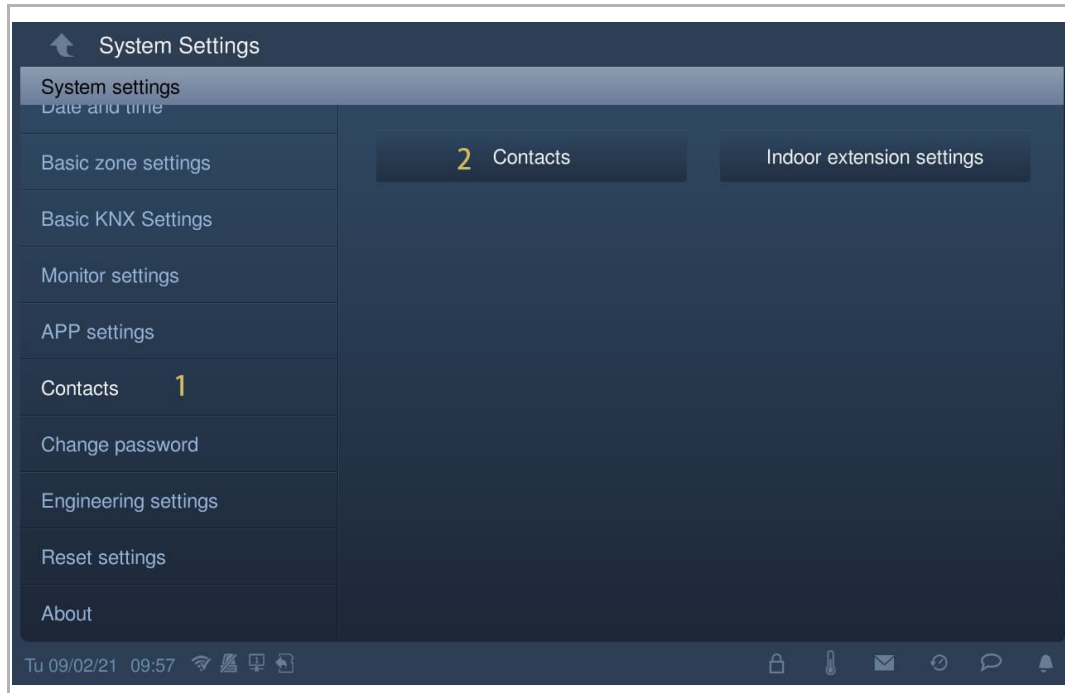 System Settings
System settings
Date and time
Basic zone settings
2 Contacts
Indoor extension settings
Basic KNX Settings
Monitor settings
APP settings
Contacts 1
Change password
Engineering settings
Reset settings
About
Tu 09/02/21 09:57